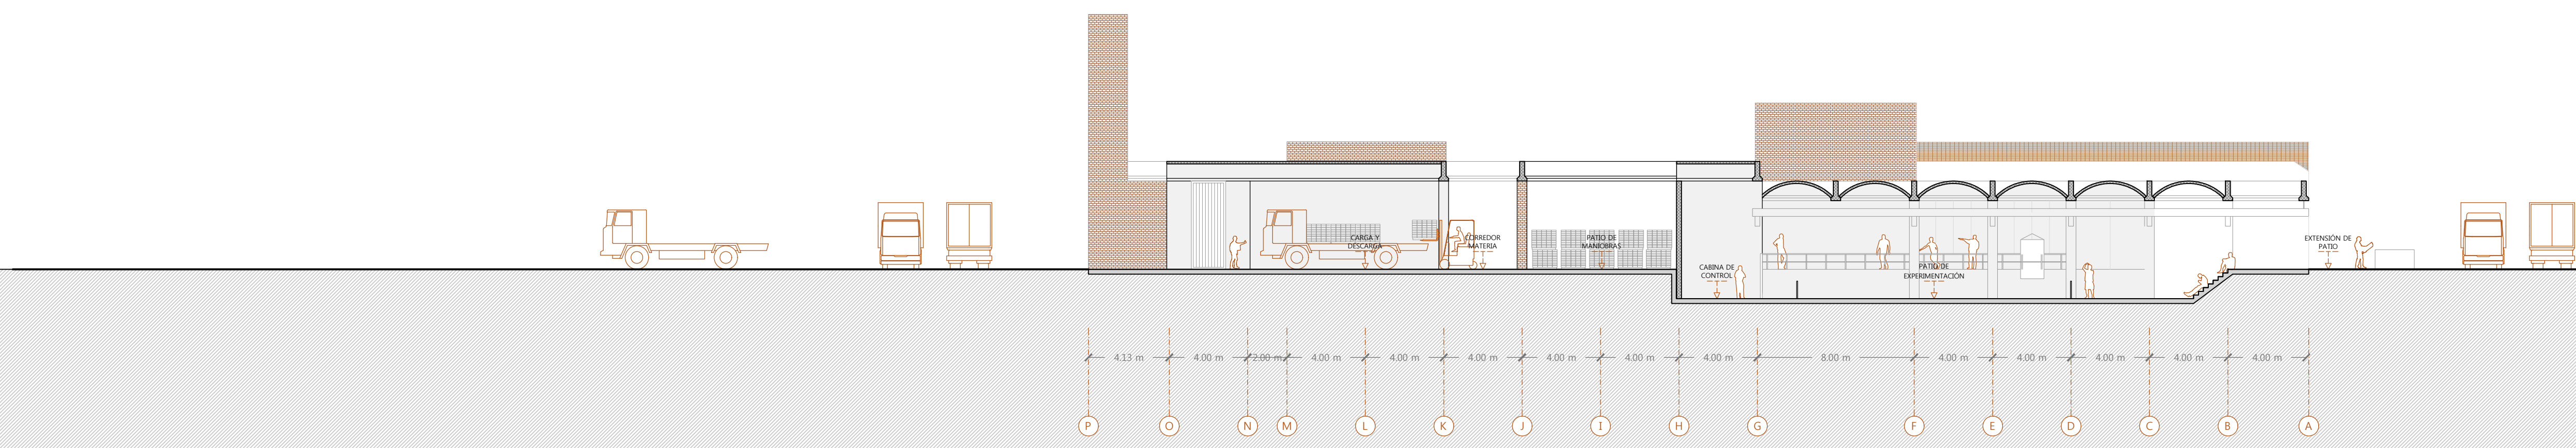 CARGA Y
DESCARGA
CORREDOR
MATERIA
PATIO DE
MANIOBRAS
CABINA DE
CONTROL
PATIO DE
EXPERIMENTACIÓN
EXTENSIÓN DE
PATIO
4.13 m 4.00 m 2.00 m 4.00 m 4.00 m 4.00 m 4.00 m 4.00 m 4.00 m 8.00 m 4.00 m 4.00 m 4.00 m 4.00 m 4.00 m
P O N M L K J I H G F E D C B A